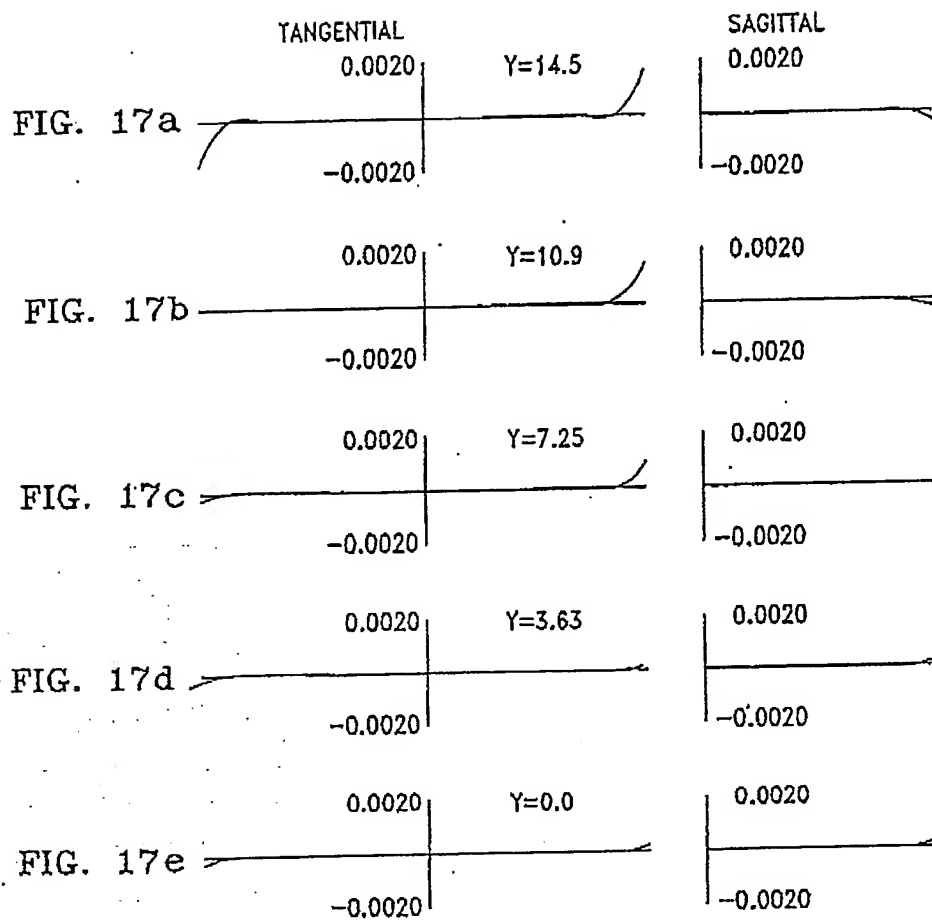 TANGENTIAL SAGITTAL
0.0020 Y=14.5 0.0020
FIG. 17a
-0.0020 -0.0020
0.0020 Y=10.9 0.0020
FIG. 17b
-0.0020 -0.0020
0.0020 Y=7.25 0.0020
FIG. 17c
-0.0020 -0.0020
0.0020 Y=3.63 0.0020
FIG. 17d
-0.0020 -0.0020
0.0020 Y=0.0 0.0020
FIG. 17e
-0.0020 -0.0020